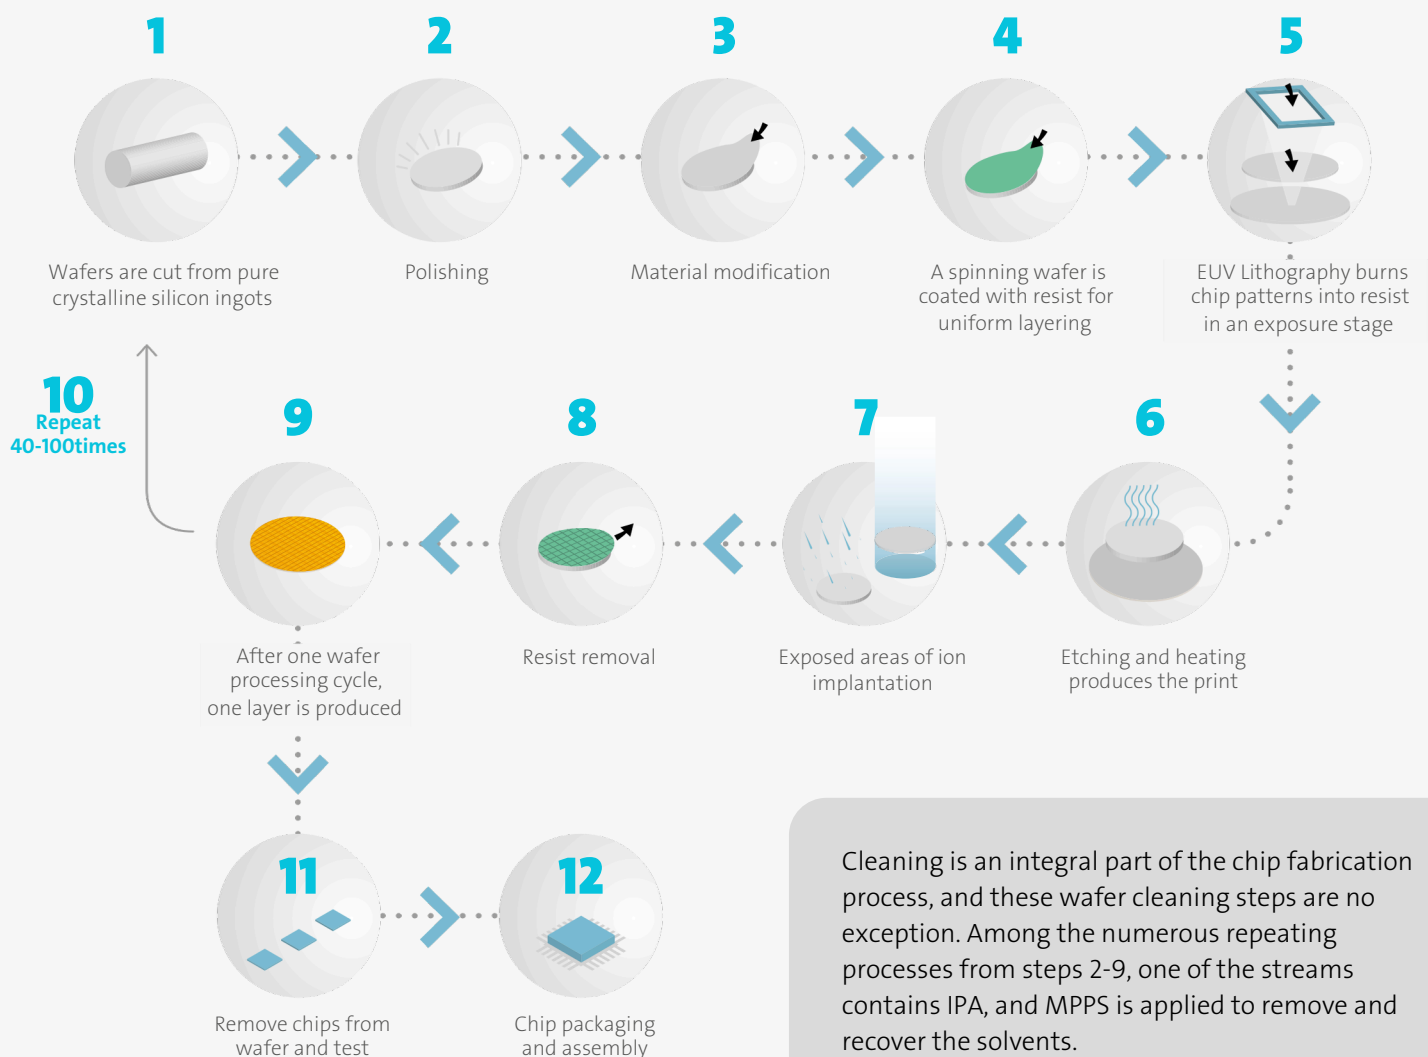 1
Wafers are cut from pure
crystalline silicon ingots
2
Polishing
3
Material modification
4
A spinning wafer is
coated with resist for
uniform layering
5
EUV Lithography burns
chip patterns into resist
in an exposure stage
6
Etching and heating
produces the print
7
Exposed areas of ion
implantation
8
Resist removal
9
After one wafer
processing cycle,
one layer is produced
10
Repeat
40-100times
11
Remove chips from
wafer and test
12
Chip packaging
and assembly
Cleaning is an integral part of the chip fabrication
process, and these wafer cleaning steps are no
exception. Among the numerous repeating
processes from steps 2-9, one of the streams
contains IPA, and MPPS is applied to remove and
recover the solvents.